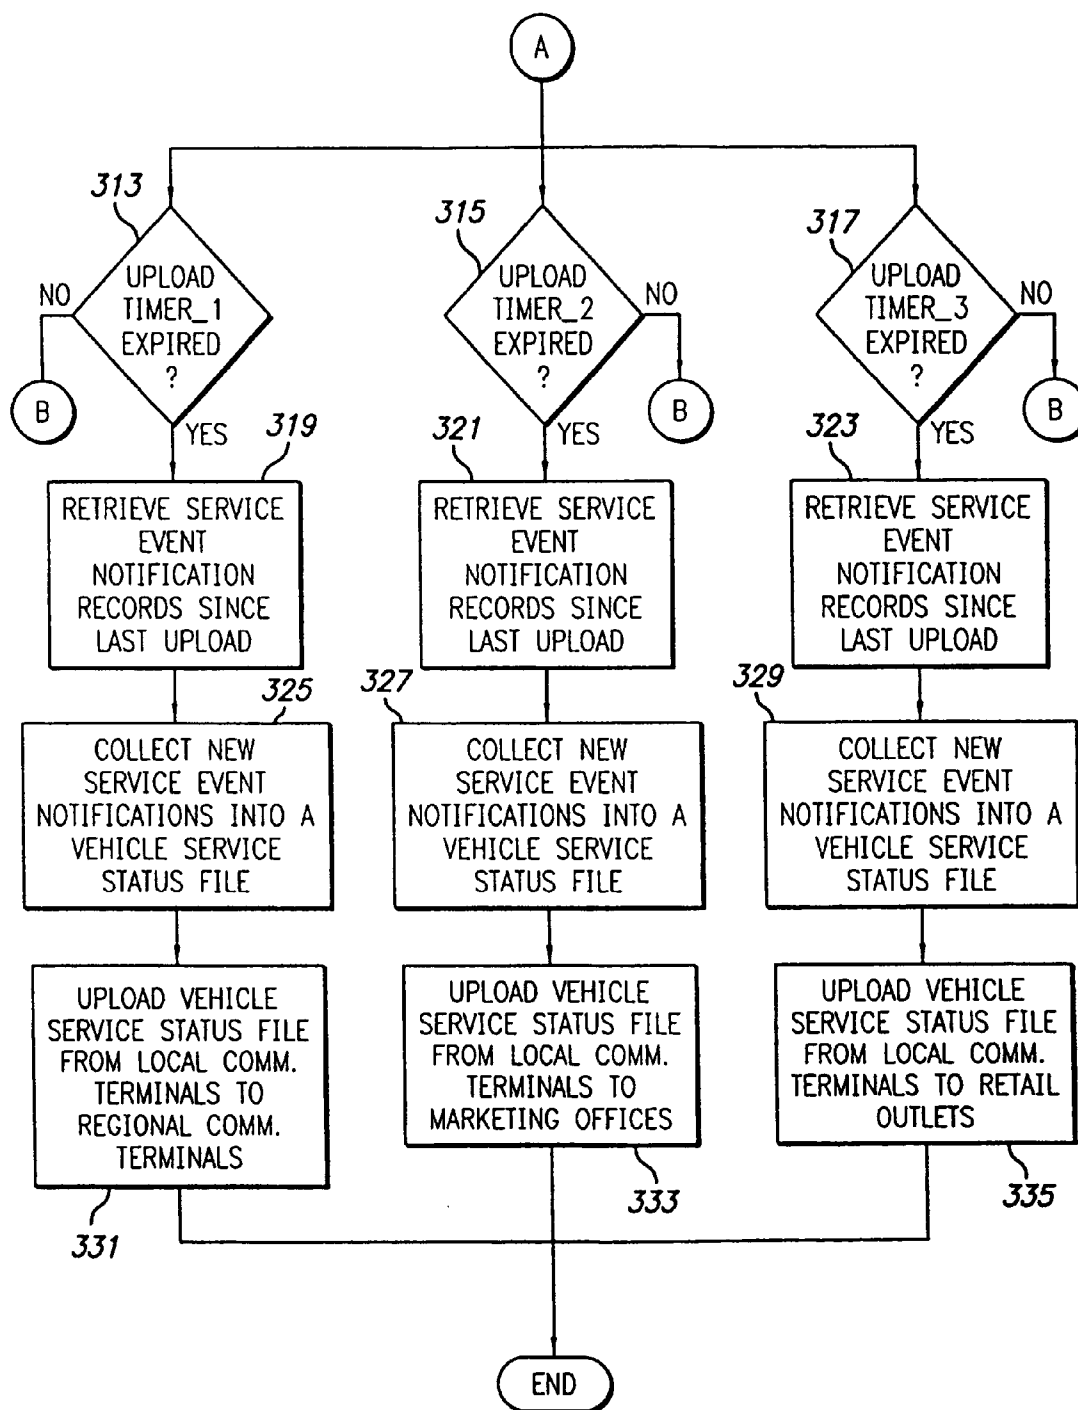 A
313
UPLOAD
TIMER_1
EXPIRED
?
NO
B
YES
315
UPLOAD
TIMER_2
EXPIRED
?
NO
B
YES
317
UPLOAD
TIMER_3
EXPIRED
?
NO
B
YES
319
RETRIEVE SERVICE
EVENT
NOTIFICATION
RECORDS SINCE
LAST UPLOAD
321
RETRIEVE SERVICE
EVENT
NOTIFICATION
RECORDS SINCE
LAST UPLOAD
323
RETRIEVE SERVICE
EVENT
NOTIFICATION
RECORDS SINCE
LAST UPLOAD
325
COLLECT NEW
SERVICE EVENT
NOTIFICATIONS INTO A
VEHICLE SERVICE
STATUS FILE
327
COLLECT NEW
SERVICE EVENT
NOTIFICATIONS INTO A
VEHICLE SERVICE
STATUS FILE
329
COLLECT NEW
SERVICE EVENT
NOTIFICATIONS INTO A
VEHICLE SERVICE
STATUS FILE
UPLOAD VEHICLE
SERVICE STATUS FILE
FROM LOCAL COMM.
TERMINALS TO
REGIONAL COMM.
TERMINALS
331
UPLOAD VEHICLE
SERVICE STATUS FILE
FROM LOCAL COMM.
TERMINALS TO
MARKETING OFFICES
333
UPLOAD VEHICLE
SERVICE STATUS FILE
FROM LOCAL COMM.
TERMINALS TO RETAIL
OUTLETS
335
END